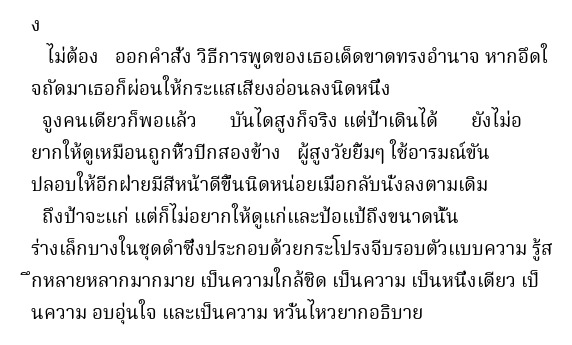 ง
ไม่ต้อง ออกคำสั่ง วิธีการพูดของเธอเด็ดขาดทรงอำนาจ หากอึดใ
จถัดมาเธอก็ผ่อนให้กระแสเสียงอ่อนลงนิดหนึ่ง
จูงคนเดียวก็พอแล้ว บันไดสูงก็จริง แต่ป้าเดินได้ ยังไม่อ
ยากให้ดูเหมือนถูกหิ้วปีกสองข้าง ผู้สูงวัยยิ้มๆ ใช้อารมณ์ขัน
ปลอบให้อีกฝ่ายมีสีหน้าดีขึ้นนิดหน่อยเมื่อกลับนั่งลงตามเดิม
ถึงป้าจะแก่ แต่ก็ไม่อยากให้ดูแก่และป้อแป้ถึงขนาดนั้น
ร่างเล็กบางในชุดดำซึ่งประกอบด้วยกระโปรงจีบรอบตัวแบบความ รู้ส
ึกหลายหลากมากมาย เป็นความใกล้ชิด เป็นความ เป็นหนึ่งเดียว เป็
นความ อบอุ่นใจ และเป็นความ หวั่นไหวยากอธิบาย